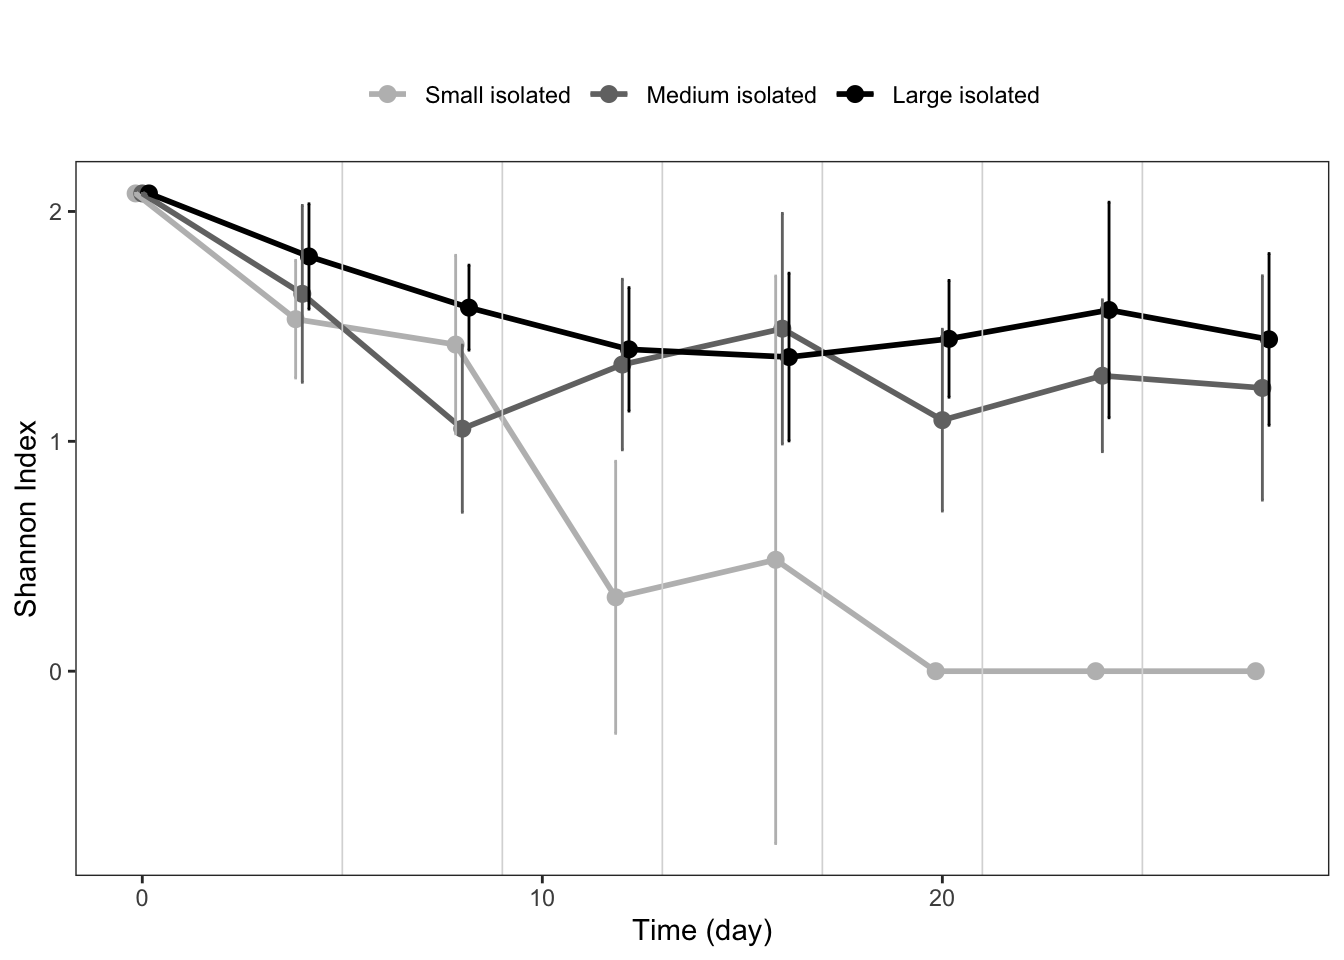 Small isolated Medium isolated Large isolated
2
1
0
Shannon Index
0 10 20
Time (day)